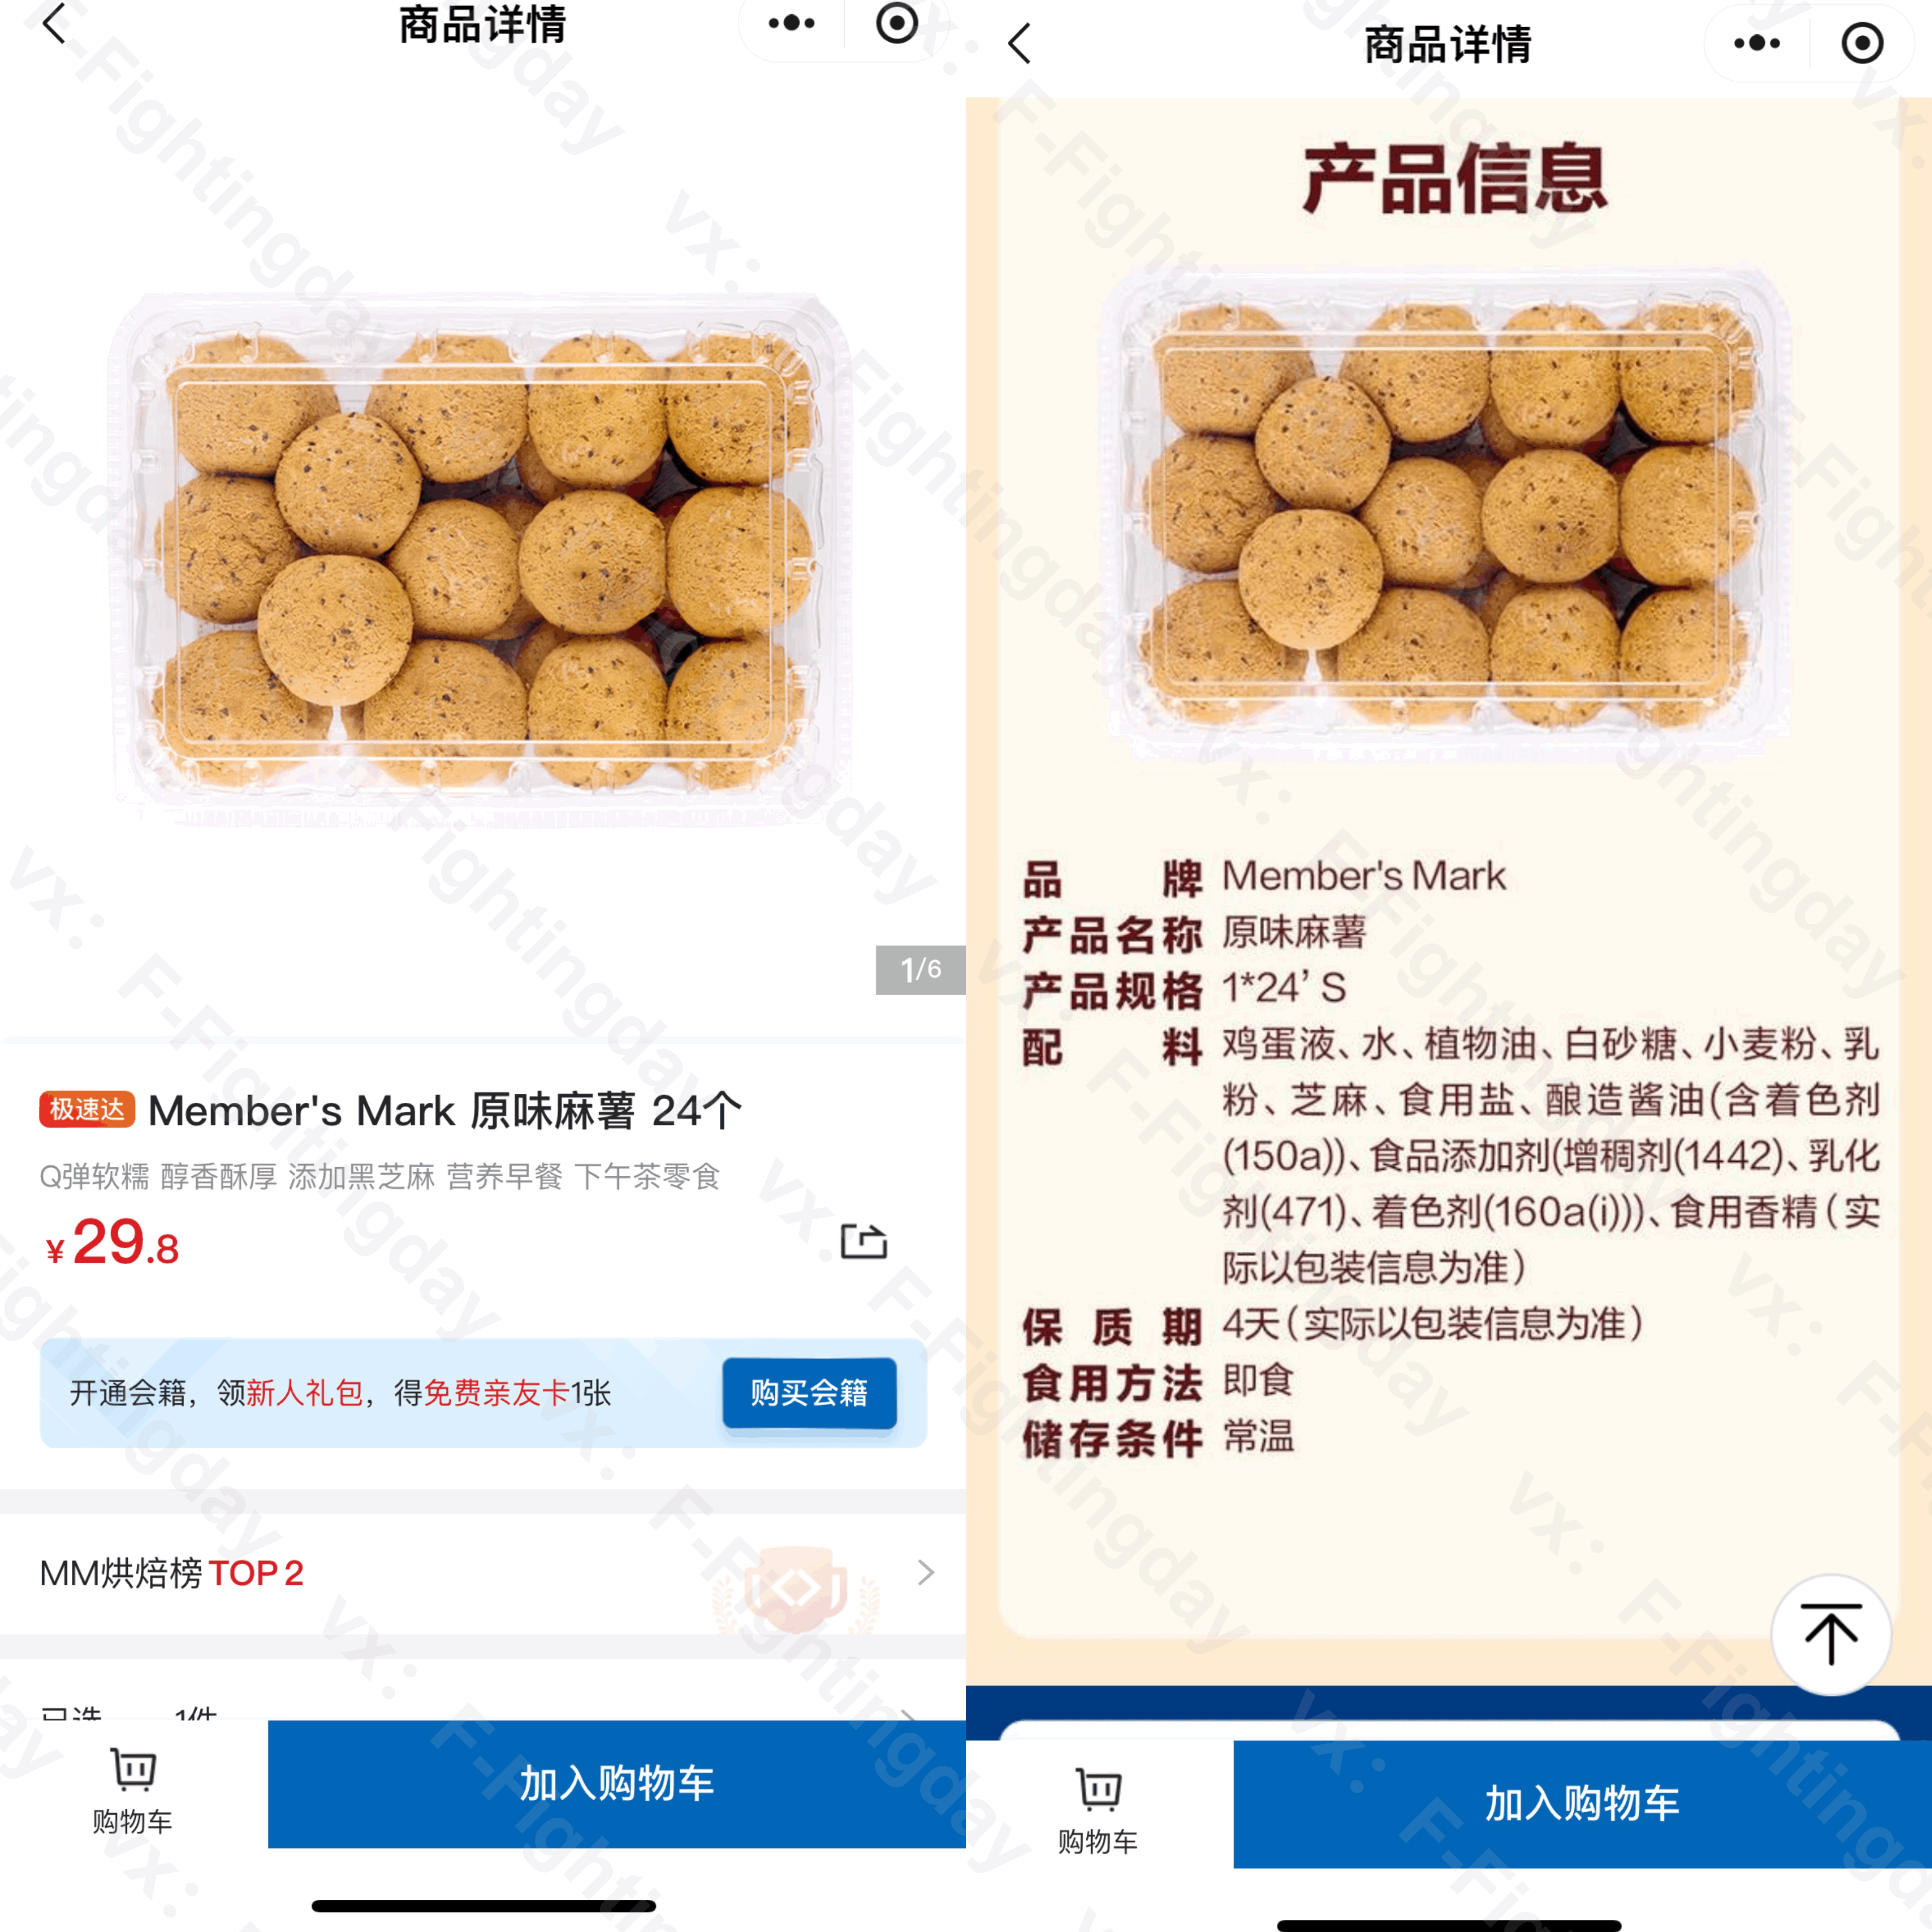 商品详情
1/6
极速达 Member's Mark 原味麻薯 24个
Q弹软糯 醇香酥厚 添加黑芝麻 营养早餐 下午茶零食
¥29.8
开通会籍，领新人礼包，得免费亲友卡1张
购买会籍
MM烘焙榜 TOP 2
已选 1件
购物车
加入购物车
商品详情
产品信息
品牌 Member's Mark
产品名称 原味麻薯
产品规格 1*24’S
配料 鸡蛋液、水、植物油、白砂糖、小麦粉、乳
粉、芝麻、食用盐、酿造酱油(含着色剂
(150a))、食品添加剂(增稠剂(1442)、乳化
剂(471)、着色剂(160a(i)))、食用香精(实
际以包装信息为准)
保质期 4天(实际以包装信息为准)
食用方法 即食
储存条件 常温
购物车
加入购物车
vx：F-Fightingday